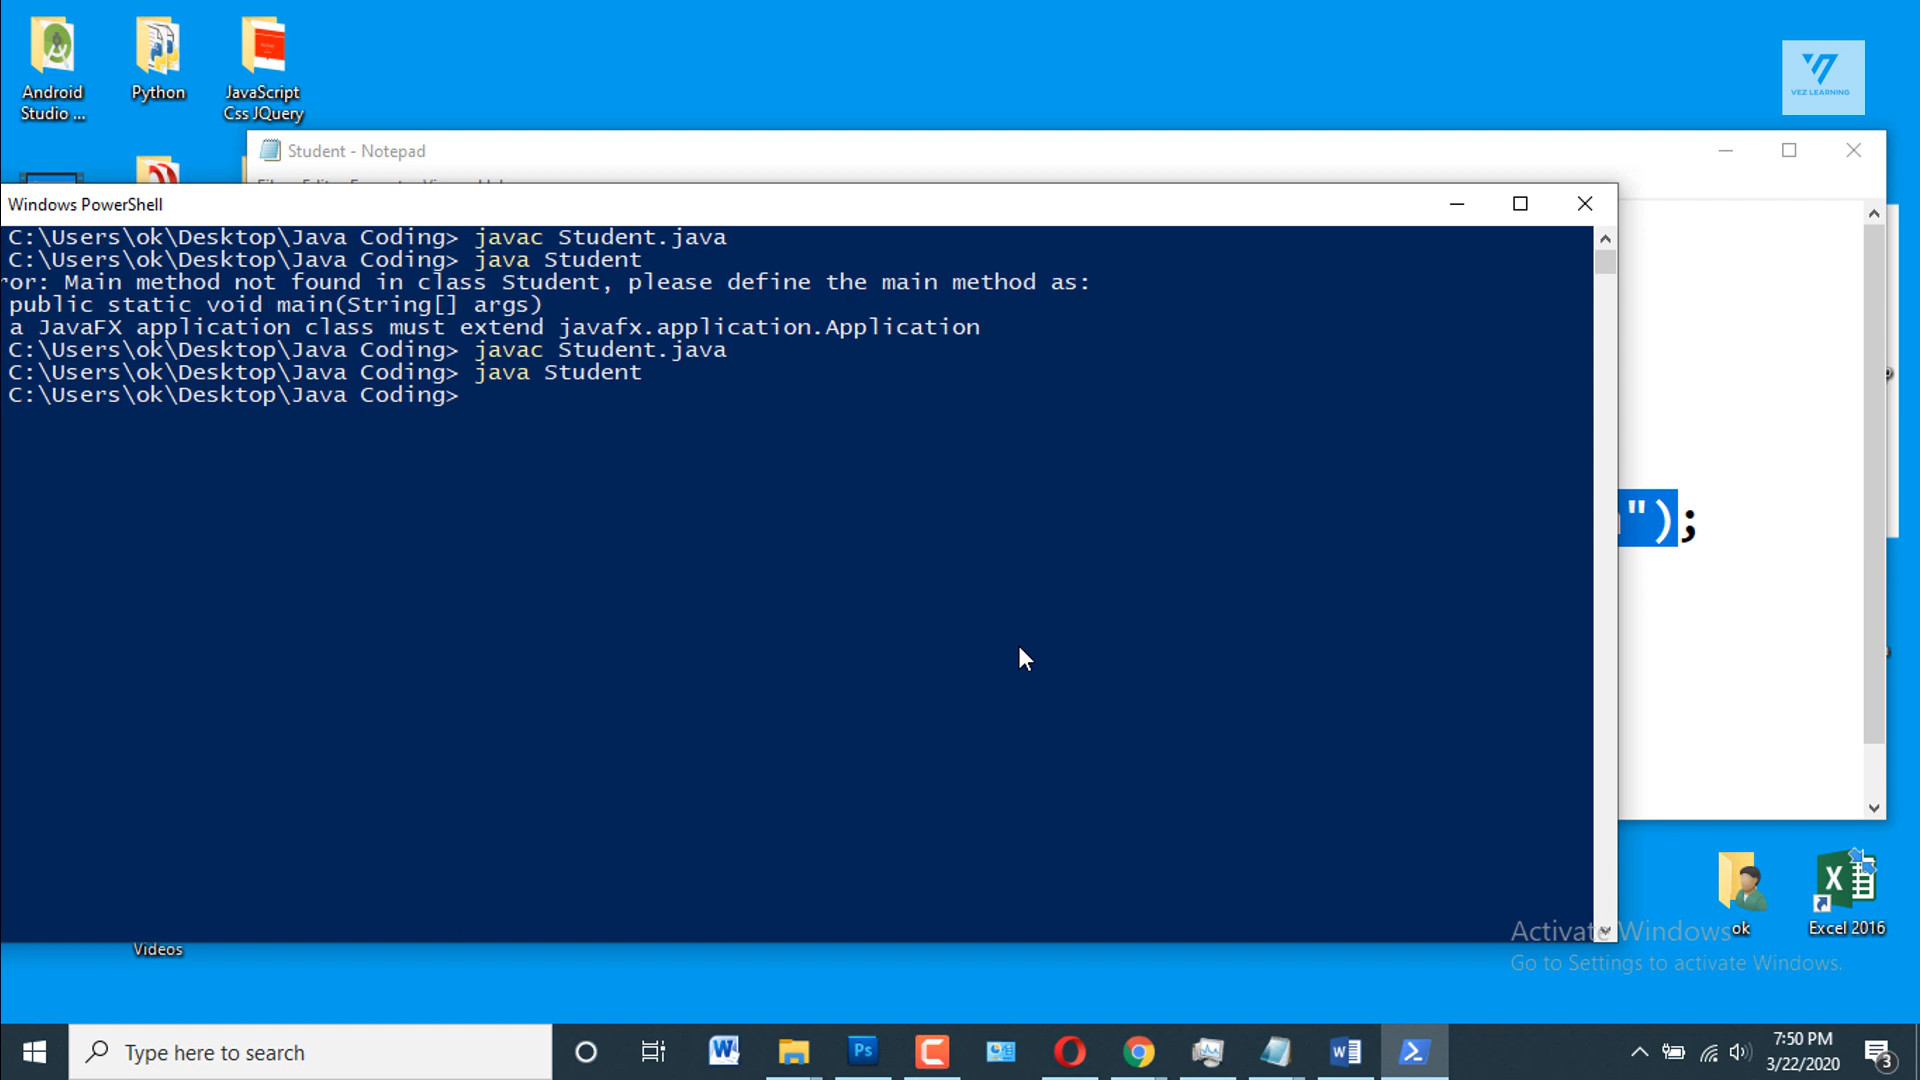 Android
Studio ...
Python
JavaScript
Css JQuery
VEZ LEARNING
Student - Notepad
Windows PowerShell
C:\Users\ok\Desktop\Java Coding> javac Student.java
C:\Users\ok\Desktop\Java Coding> java Student
ror: Main method not found in class Student, please define the main method as:
public static void main(String[] args)
a JavaFX application class must extend javafx.application.Application
C:\Users\ok\Desktop\Java Coding> javac Student.java
C:\Users\ok\Desktop\Java Coding> java Student
C:\Users\ok\Desktop\Java Coding>
");
Videos
ok
Excel 2016
Activate Windows
Go to Settings to activate Windows.
Type here to search
Ps
7:50 PM
3/22/2020
3